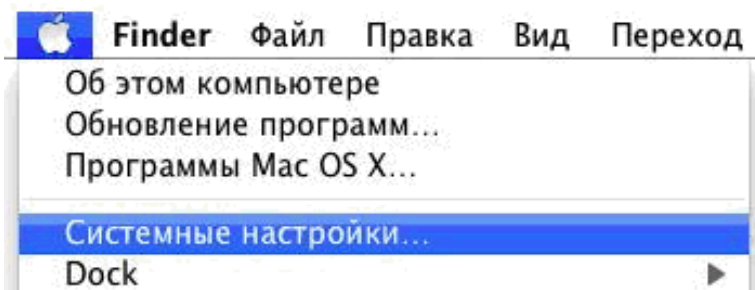 Finder Файл Правка Вид Переход
Об этом компьютере
Обновление программ...
Программы Mac OS X...
Системные настройки...
Dock